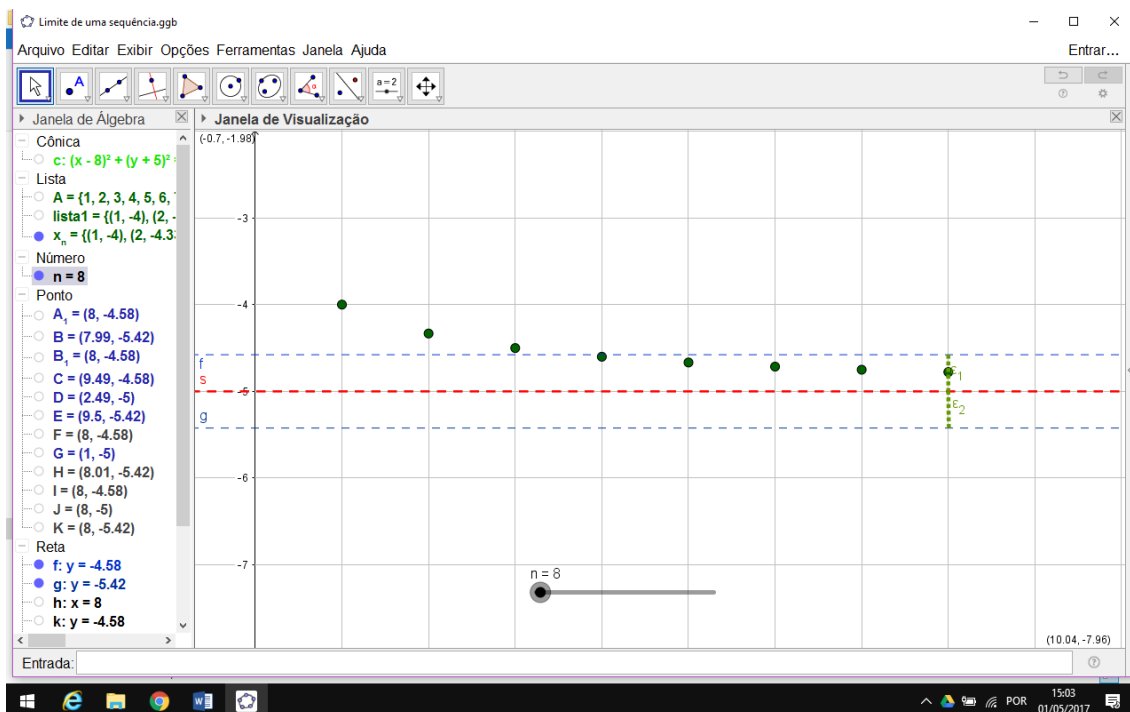 Limite de uma sequência.ggb
Arquivo Editar Exibir Opções Ferramentas Janela Ajuda
Entrar...
A
α
a=2
Janela de Álgebra
Janela de Visualização
Cônica
c: (x - 8)² + (y + 5)² =
Lista
A = {1, 2, 3, 4, 5, 6,
lista1 = {(1, -4), (2, -
xₙ = {(1, -4), (2, -4.33
Número
n = 8
Ponto
A₁ = (8, -4.58)
B = (7.99, -5.42)
B₁ = (8, -4.58)
C = (9.49, -4.58)
D = (2.49, -5)
E = (9.5, -5.42)
F = (8, -4.58)
G = (1, -5)
H = (8.01, -5.42)
I = (8, -4.58)
J = (8, -5)
K = (8, -5.42)
Reta
f: y = -4.58
g: y = -5.42
h: x = 8
k: y = -4.58
(-0.7, -1.98)
-3
-4
f
s
-5
ε₁
ε₂
g
-6
-7
n = 8
(10.04, -7.96)
Entrada:
POR
15:03
01/05/2017